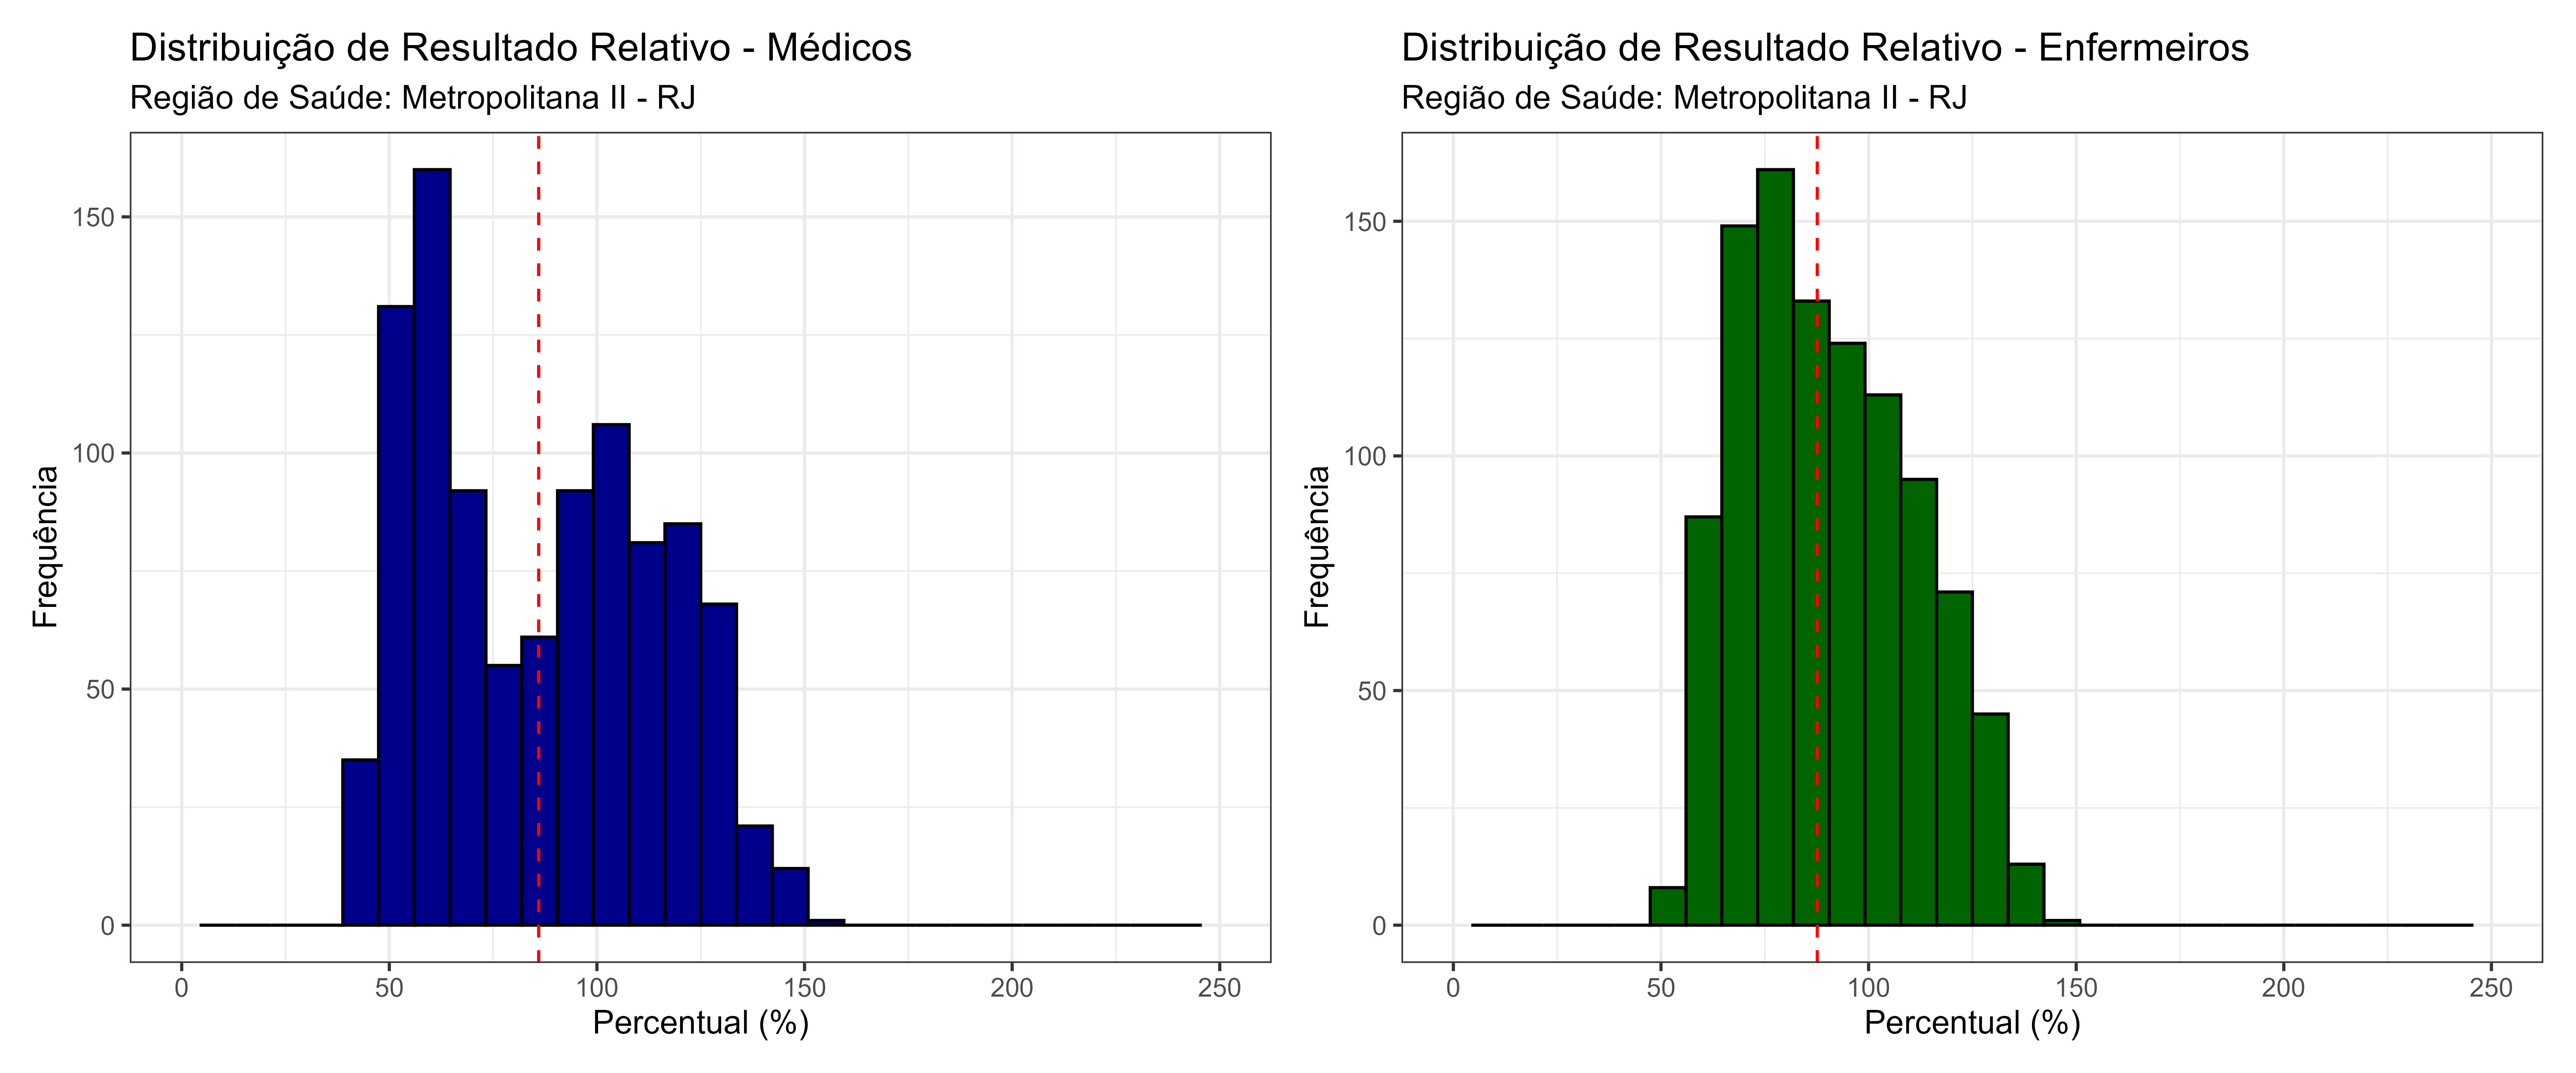 Distribuição de Resultado Relativo - Médicos
Região de Saúde: Metropolitana II - RJ
Frequência
150
100
50
0
0 50 100 150 200 250
Percentual (%)
Distribuição de Resultado Relativo - Enfermeiros
Região de Saúde: Metropolitana II - RJ
Frequência
150
100
50
0
0 50 100 150 200 250
Percentual (%)